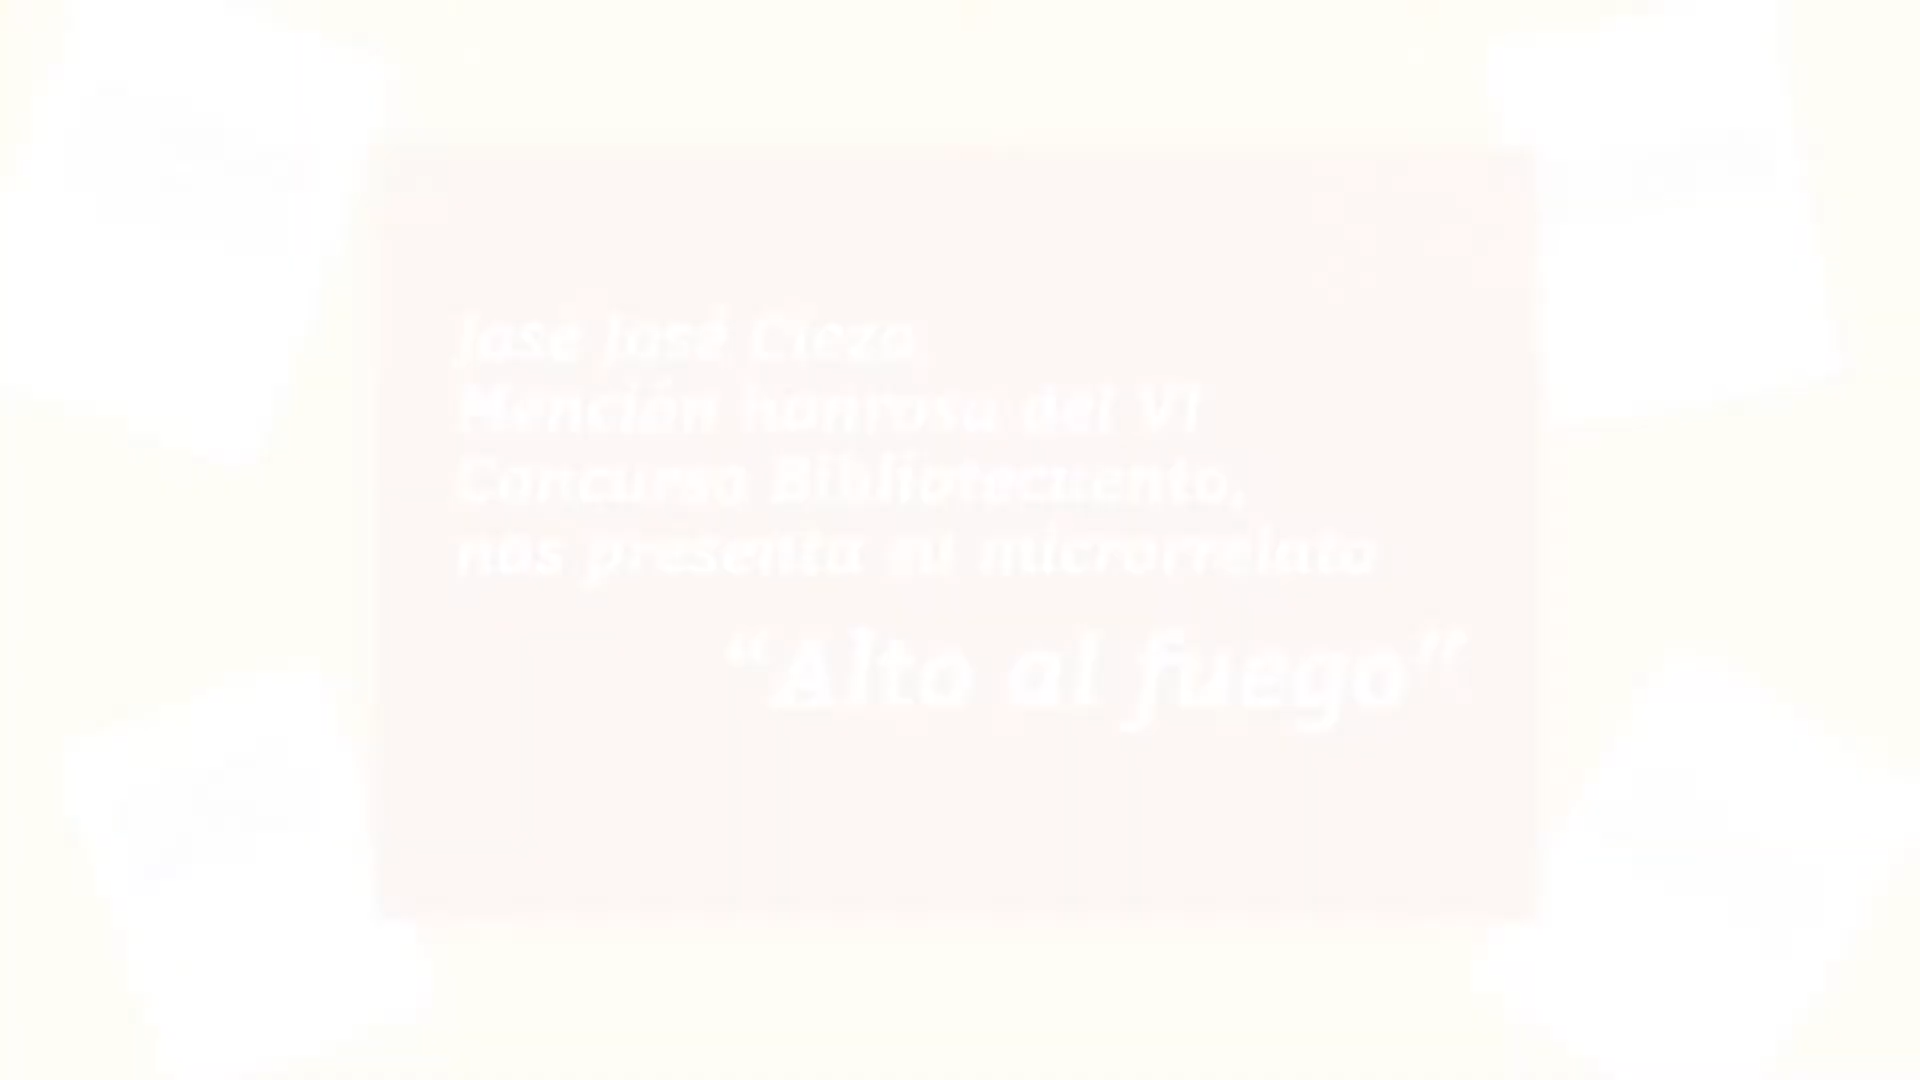 José José Cieza,
Mención honrosa del VI
Concurso Bibliotecuento,
nos presenta su microrrelato
“Alto al fuego”